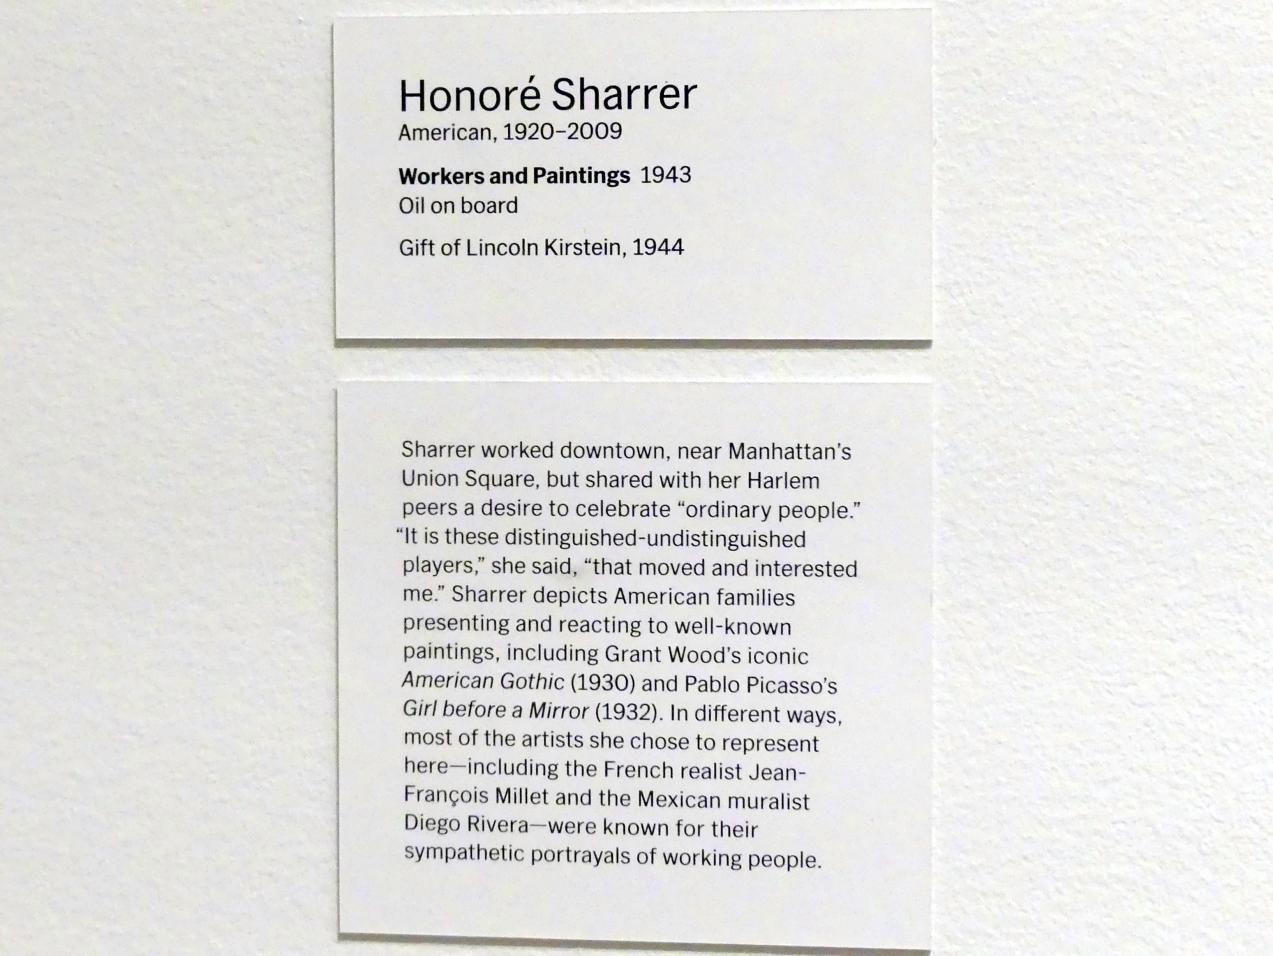 Honoré Sharrer
American, 1920–2009
Workers and Paintings 1943
Oil on board
Gift of Lincoln Kirstein, 1944
Sharrer worked downtown, near Manhattan’s
Union Square, but shared with her Harlem
peers a desire to celebrate “ordinary people.”
“It is these distinguished-undistinguished
players,” she said, “that moved and interested
me.” Sharrer depicts American families
presenting and reacting to well-known
paintings, including Grant Wood’s iconic
American Gothic (1930) and Pablo Picasso’s
Girl before a Mirror (1932). In different ways,
most of the artists she chose to represent
here—including the French realist Jean-
François Millet and the Mexican muralist
Diego Rivera—were known for their
sympathetic portrayals of working people.